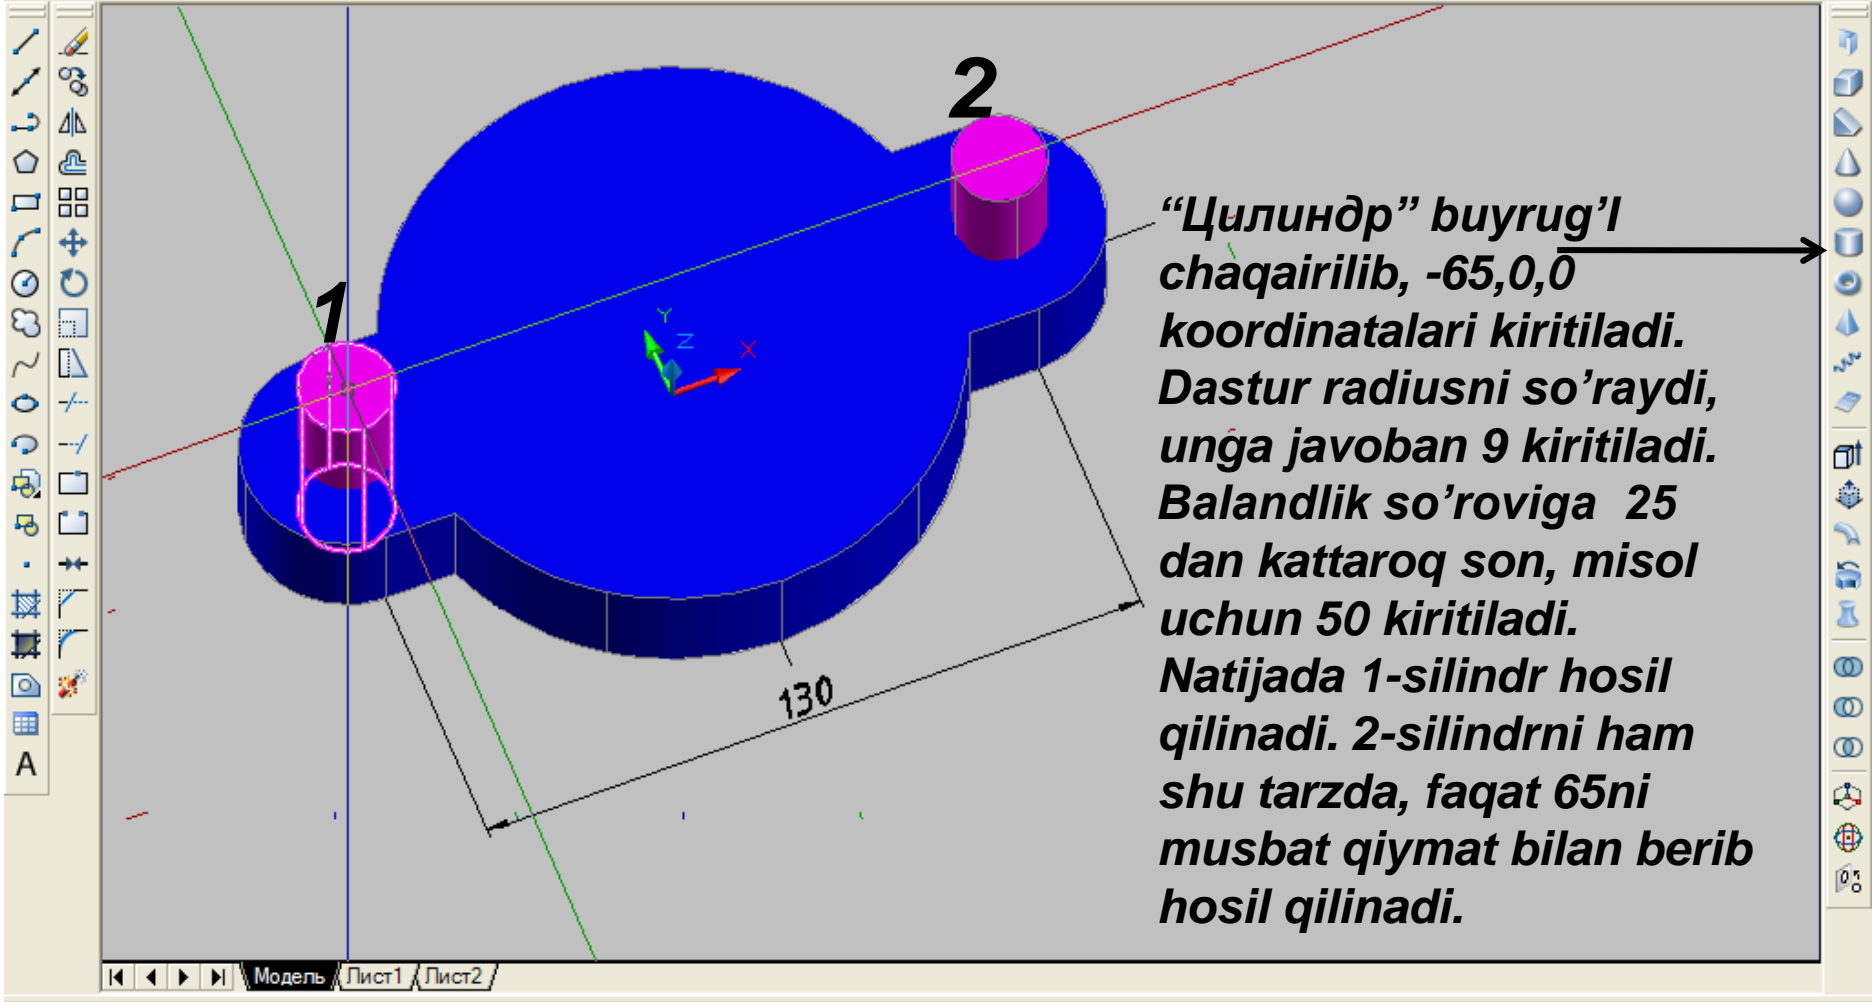 2
1
Y
Z
X
“Цилиндр” buyrug’I
chaqairilib, -65,0,0
koordinatalari kiritiladi.
Dastur radiusni so’raydi,
unga javoban 9 kiritiladi.
Balandlik so’roviga 25
dan kattaroq son, misol
uchun 50 kiritiladi.
Natijada 1-silindr hosil
qilinadi. 2-silindrni ham
shu tarzda, faqat 65ni
musbat qiymat bilan berib
hosil qilinadi.
130
A
Модель Лист1 Лист2